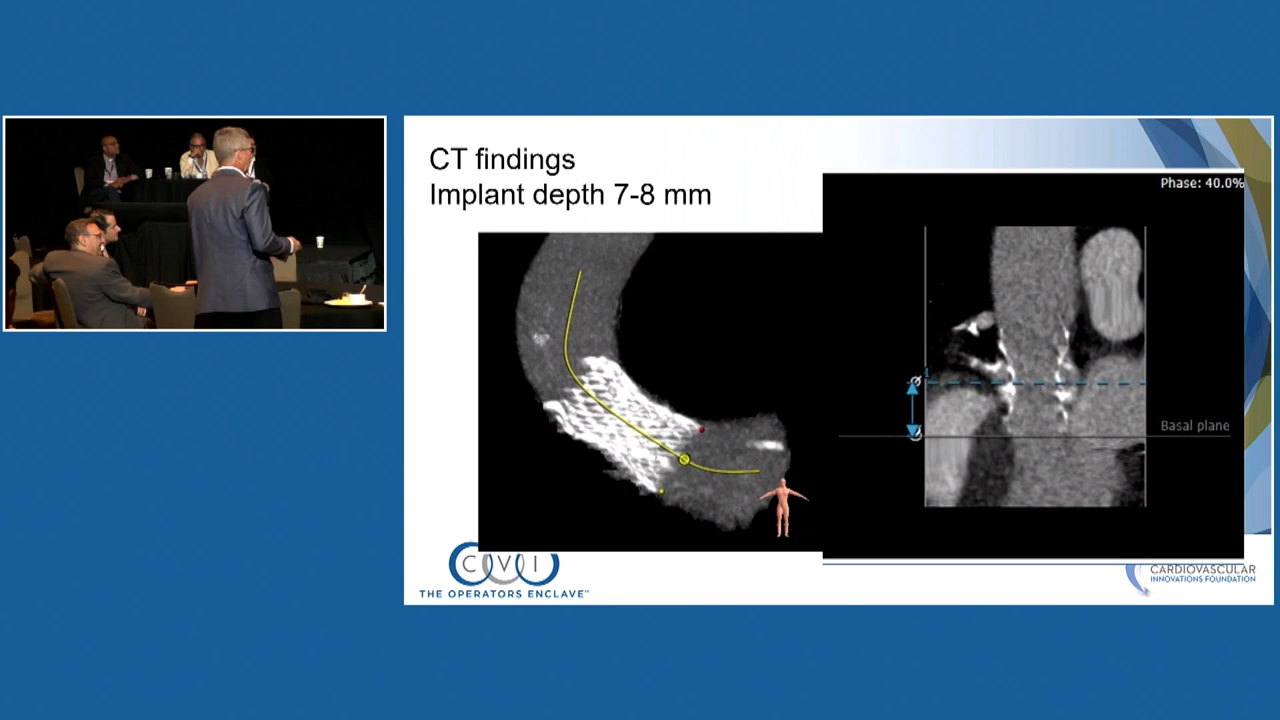 CT findings
Implant depth 7-8 mm
Phase: 40.0%
1
Basal plane
CVI
THE OPERATORS ENCLAVE™
CARDIOVASCULAR
INNOVATIONS FOUNDATION